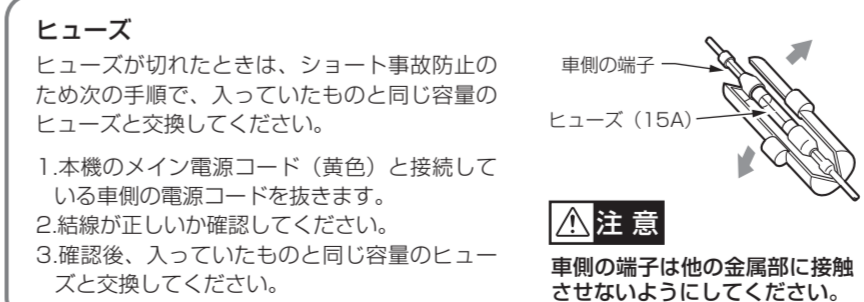 ヒューズ
ヒューズが切れたときは、ショート事故防止の
ため次の手順で、入っていたものと同じ容量の
ヒューズと交換してください。
1.本機のメイン電源コード（黄色）と接続して
いる車側の電源コードを抜きます。
2.結線が正しいか確認してください。
3.確認後、入っていたものと同じ容量のヒュー
ズと交換してください。
車側の端子
ヒューズ（15A）
注 意
車側の端子は他の金属部に接触
させないようにしてください。